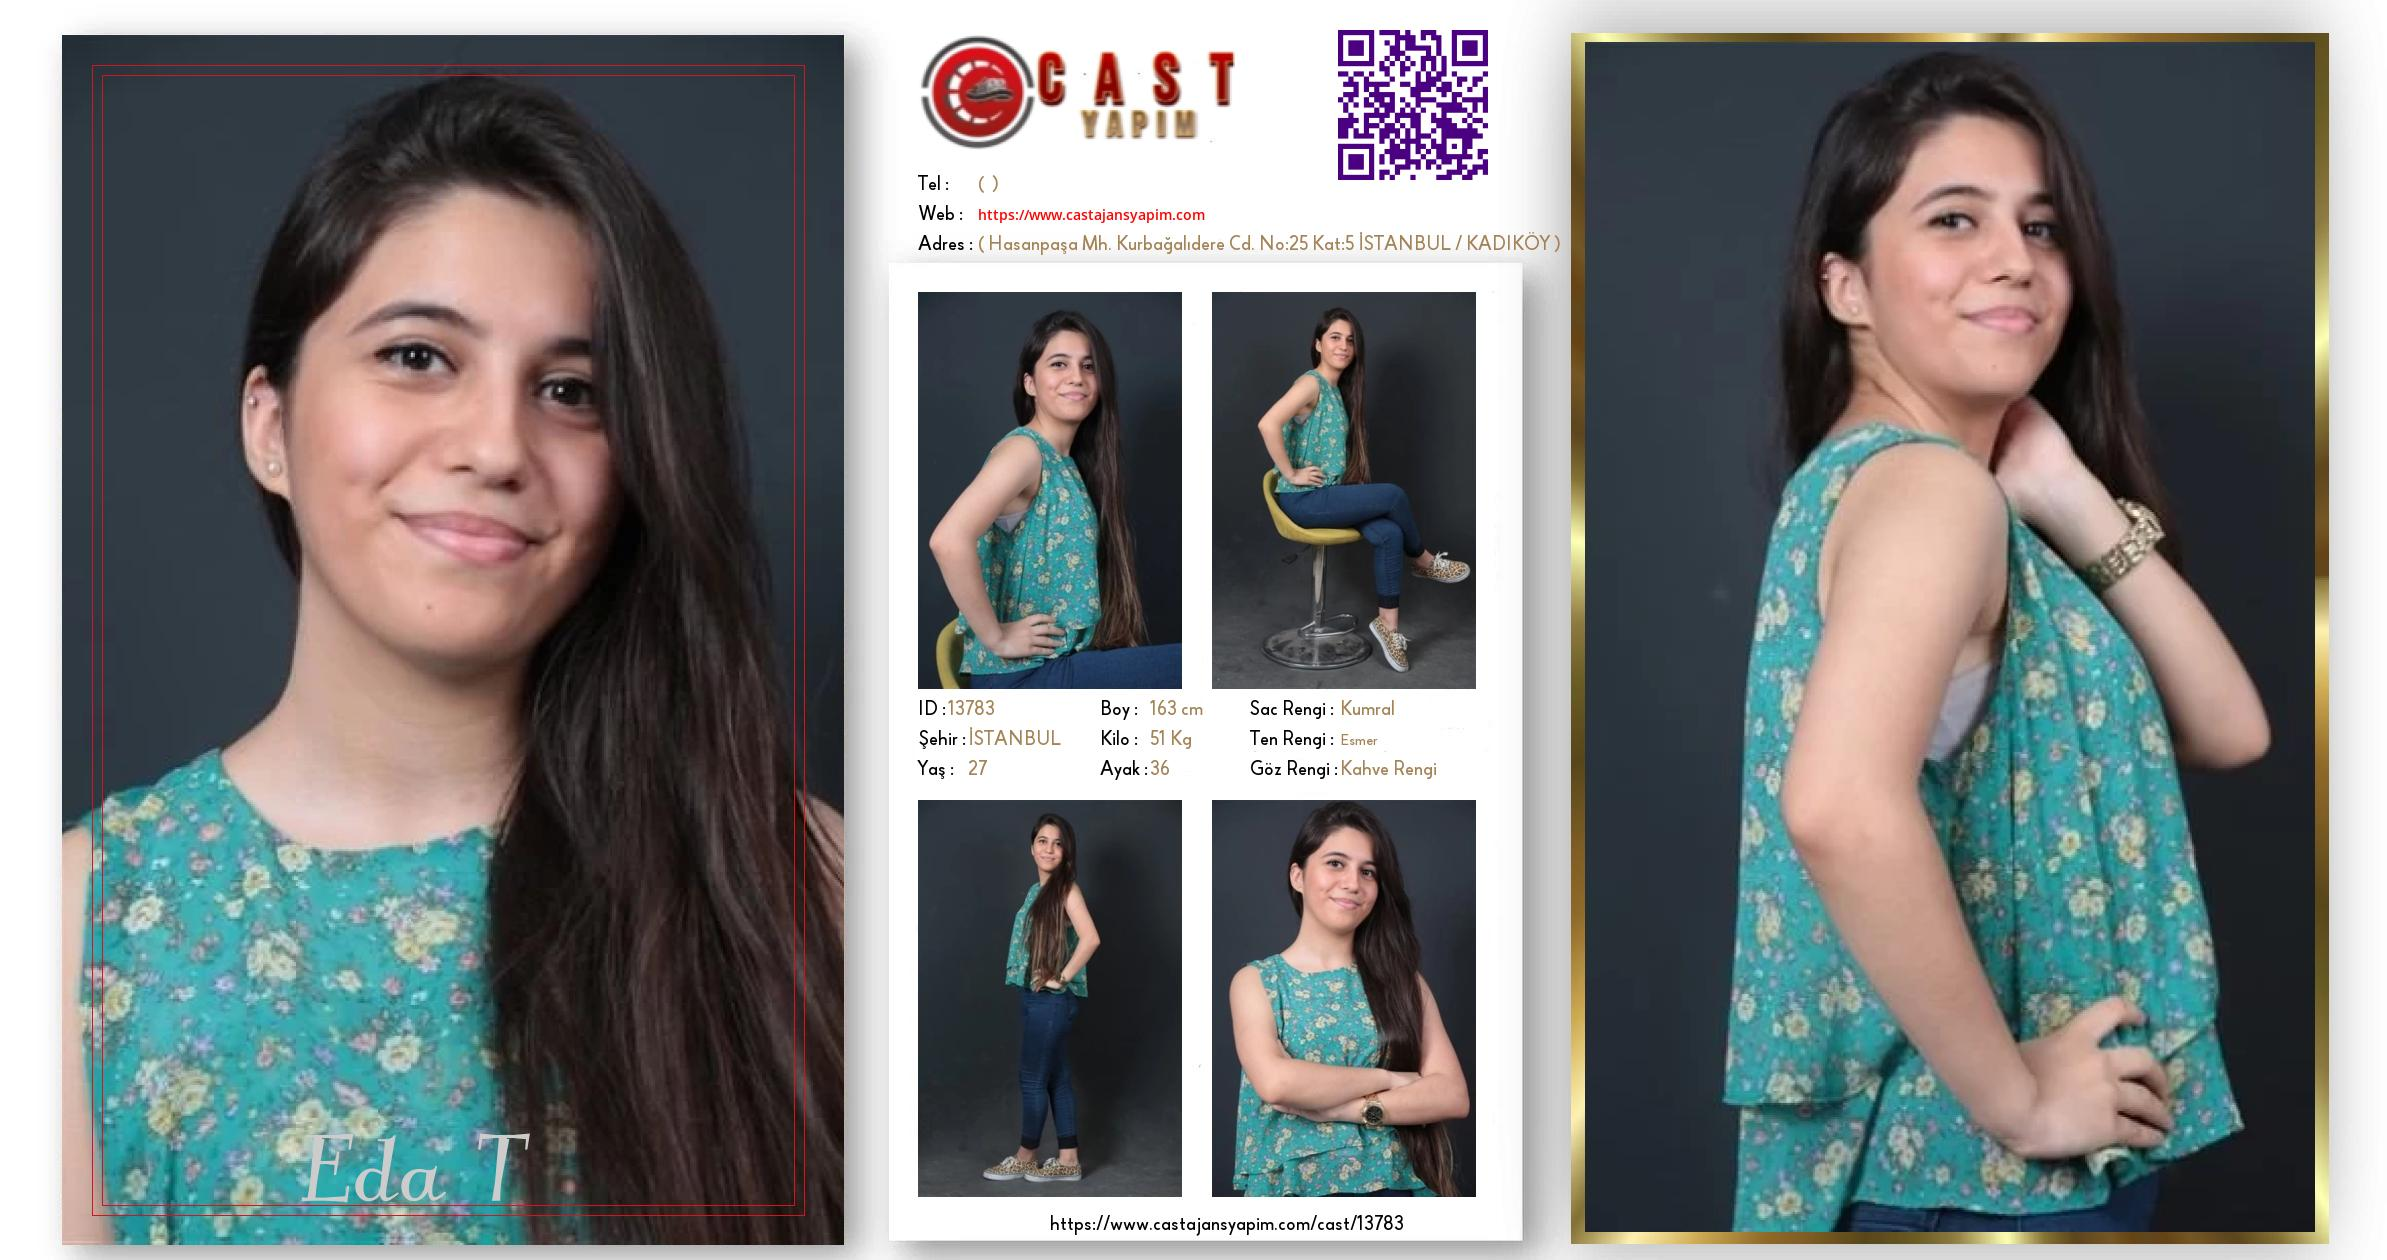 CAST
YAPIM
Tel : ( )
Web : https://www.castajansyapim.com
Adres : ( Hasanpaşa Mh. Kurbağalıdere Cd. No:25 Kat:5 İSTANBUL / KADIKÖY )
ID : 13783 Boy : 163 cm Sac Rengi : Kumral
Şehir : İSTANBUL Kilo : 51 Kg Ten Rengi : Esmer
Yaş : 27 Ayak : 36 Göz Rengi : Kahve Rengi
Eda T
https://www.castajansyapim.com/cast/13783